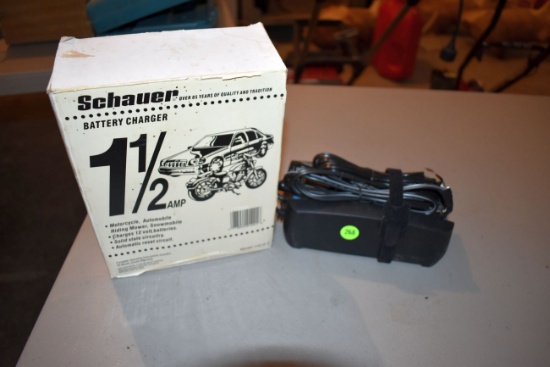 Schauer
OVER 65 YEARS OF QUALITY AND TRADITION
BATTERY CHARGER
1 1/2 AMP
• Motorcycle, Automobile
Riding Mower, Snowmobile
• Charges 12 volt batteries.
• Solid state circuitry
• Automatic reset circuit.
268